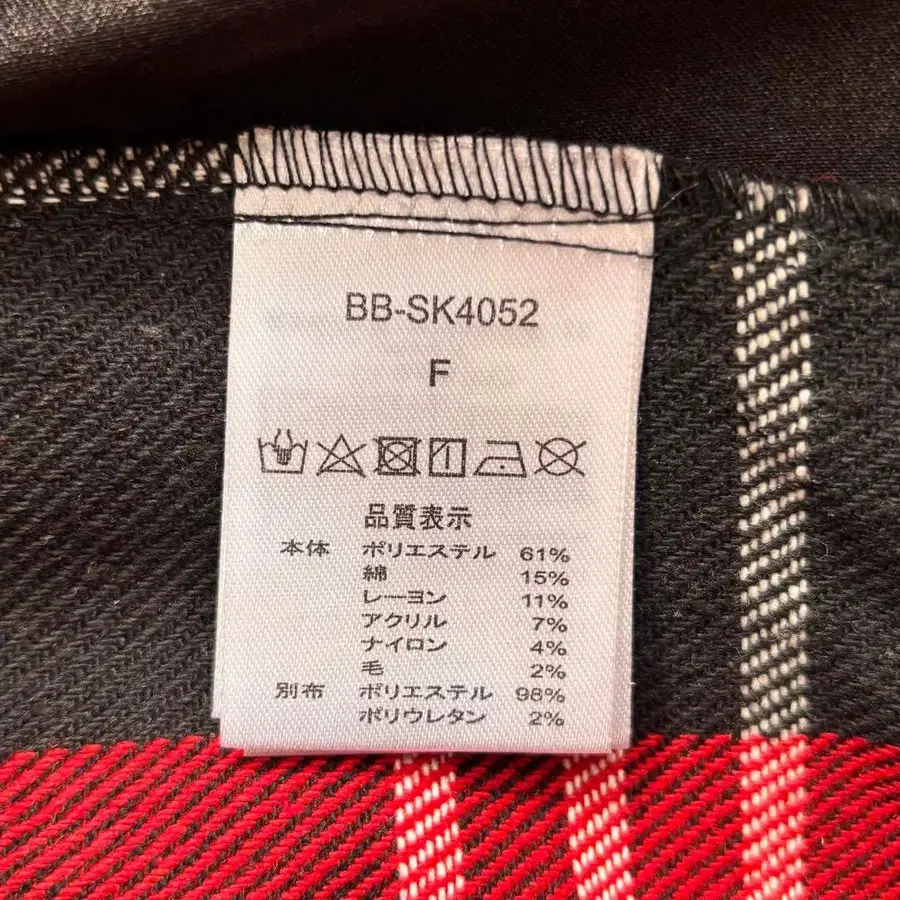 BB-SK4052
F
品質表示
本体 ポリエステル 61%
綿 15%
レーヨン 11%
アクリル 7%
ナイロン 4%
毛 2%
別布 ポリエステル 98%
ポリウレタン 2%